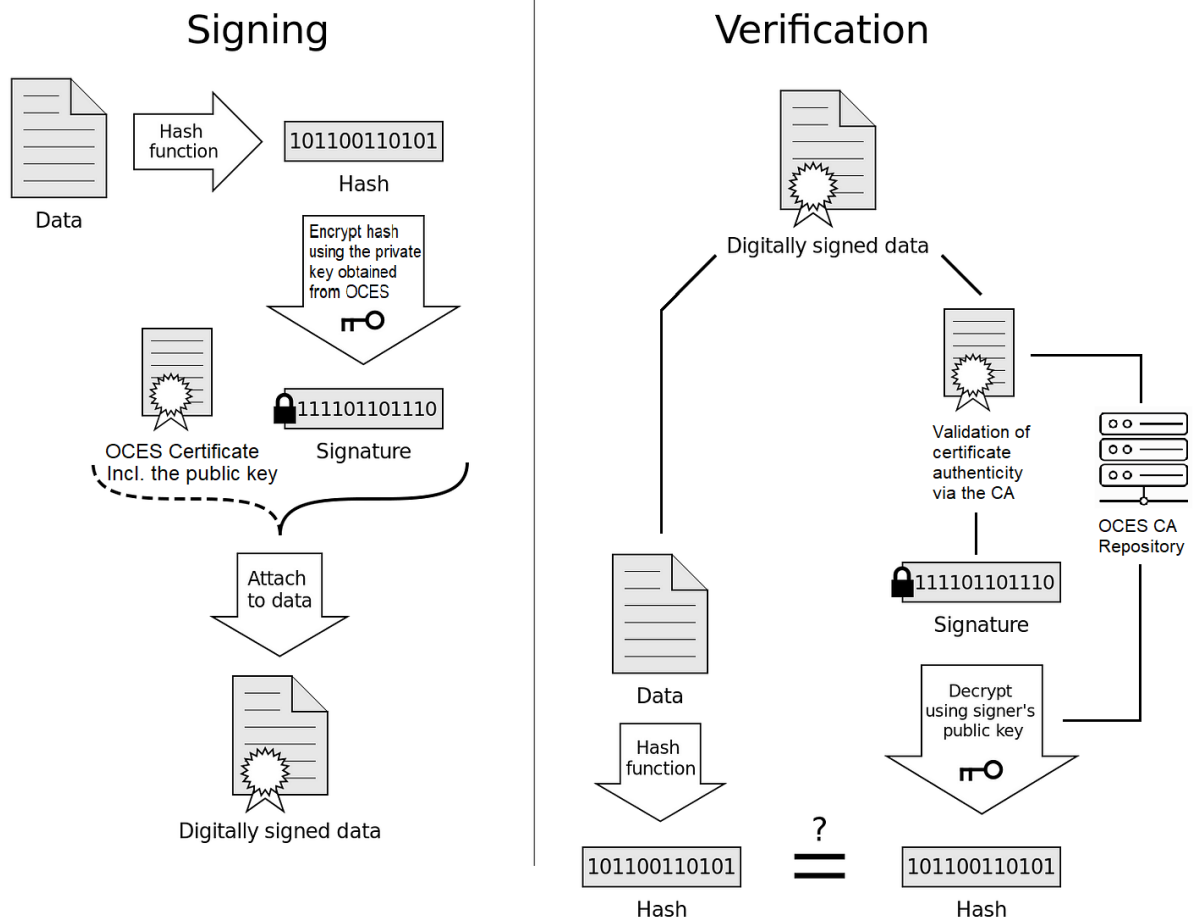 Signing
Hash
function
101100110101
Hash
Data
Encrypt hash
using the private
key obtained
from OCES
111101101110
OCES Certificate
Incl. the public key
Signature
Attach
to data
Digitally signed data
Verification
Digitally signed data
Validation of
certificate
authenticity
via the CA
OCES CA
Repository
111101101110
Signature
Data
Decrypt
using signer's
public key
Hash
function
?
101100110101
=
101100110101
Hash
Hash